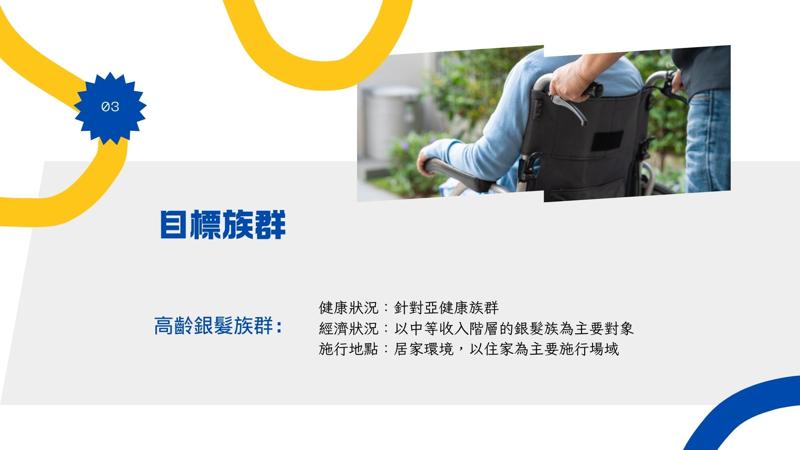 03
目標族群
高齡銀髮族群：
健康狀況：針對亞健康族群
經濟狀況：以中等收入階層的銀髮族為主要對象
施行地點：居家環境，以住家為主要施行場域